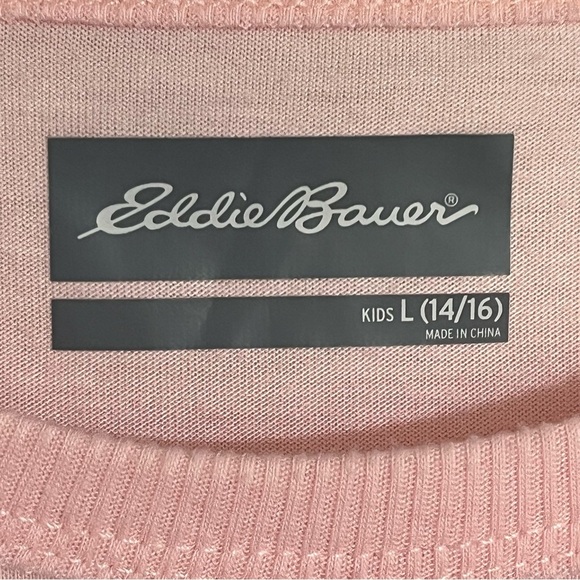 Eddie Bauer®
KIDS L (14/16)
MADE IN CHINA